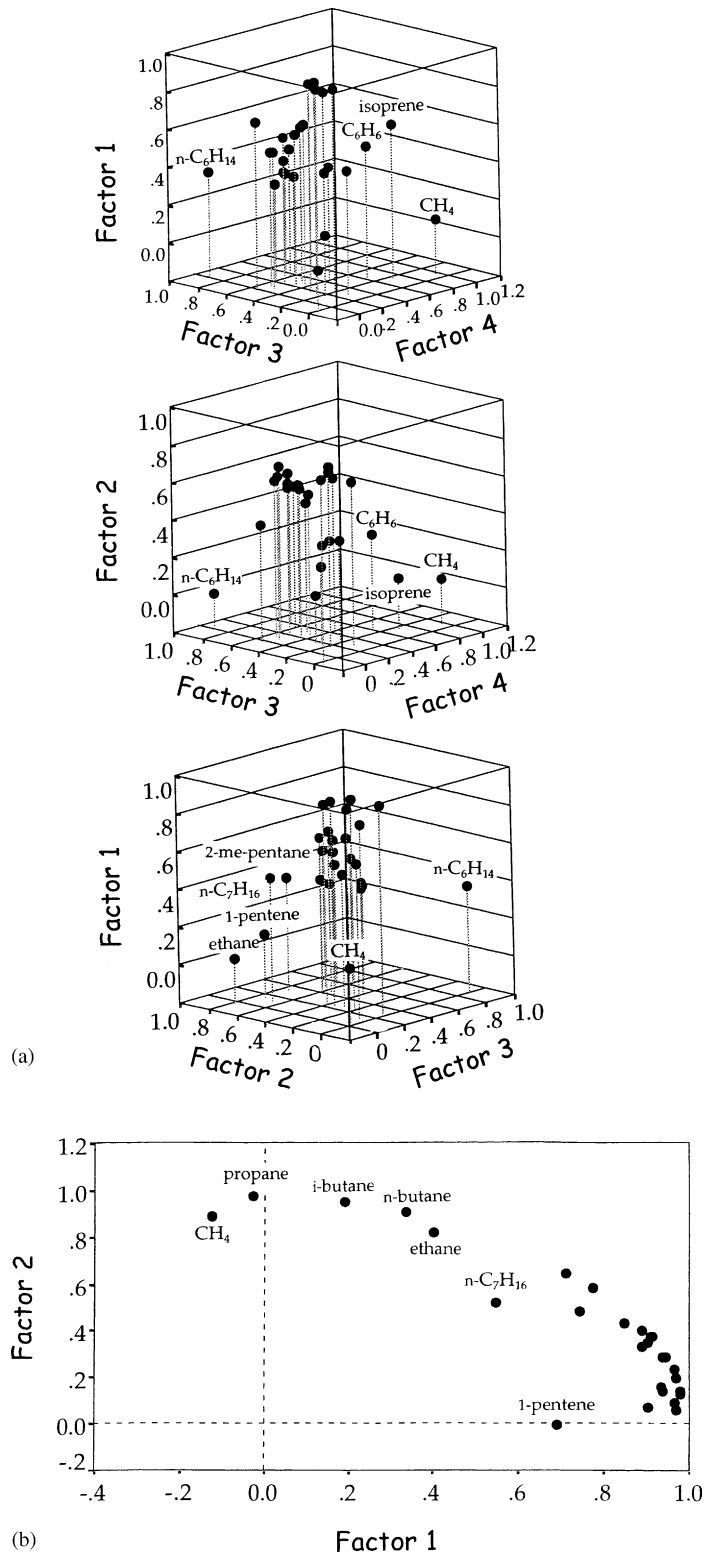 1.0
.8
.6
.4
.2
0.0
Factor 1
isoprene
C₆H₆
n-C₆H₁₄
CH₄
1.0 .8 .6 .4 .2 0.0
0.0 .2 .4 .6 .8 1.0 1.2
Factor 3
Factor 4
1.0
.8
.6
.4
.2
0.0
Factor 2
C₆H₆
n-C₆H₁₄
CH₄
isoprene
1.0 .8 .6 .4 .2 0
0 .2 .4 .6 .8 1.0 1.2
Factor 3
Factor 4
1.0
.8
.6
.4
.2
0.0
Factor 1
2-me-pentane
n-C₆H₁₄
n-C₇H₁₆
1-pentene
ethane
CH₄
1.0 .8 .6 .4 .2 0
0 .2 .4 .6 .8 1.0
Factor 2
Factor 3
(a)
1.2
1.0
.8
.6
.4
.2
0.0
-.2
Factor 2
propane
i-butane
n-butane
CH₄
ethane
n-C₇H₁₆
1-pentene
-.4 -.2 0.0 .2 .4 .6 .8 1.0
Factor 1
(b)